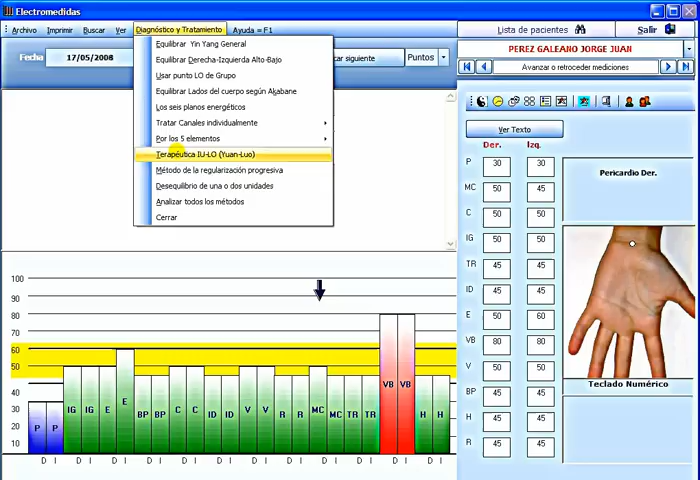 Electromedidas
Archivo Imprimir Buscar Ver Diagnóstico y Tratamiento Ayuda = F1
Lista de pacientes Salir
Fecha 17/05/2008
car siguiente Puntos
PEREZ GALEANO JORGE JUAN
Avanzar o retroceder mediciones
Equilibrar Yin Yang General
Equilibrar Derecha-Izquierda Alto-Bajo
Usar punto LO de Grupo
Equilibrar Lados del cuerpo según Akabane
Los seis planos energéticos
Tratar Canales individualmente
Por los 5 elementos
Terapéutica IU-LO (Yuan-Luo)
Método de la regularización progresiva
Desequilibrio de una o dos unidades
Analizar todos los métodos
Cerrar
Ver Texto
Der. Izq.
P 30 30
MC 50 45
C 50 50
IG 50 50
TR 45 45
ID 45 45
E 50 60
VB 80 80
V 50 50
BP 45 45
H 45 45
R 45 45
Pericardio Der.
Teclado Numérico
100
90
80
70
60
50
40
30
20
10
P P IG IG E E BP BP C C ID ID V V R R MC MC TR TR VB VB H H
D I D I D I D I D I D I D I D I D I D I D I D I